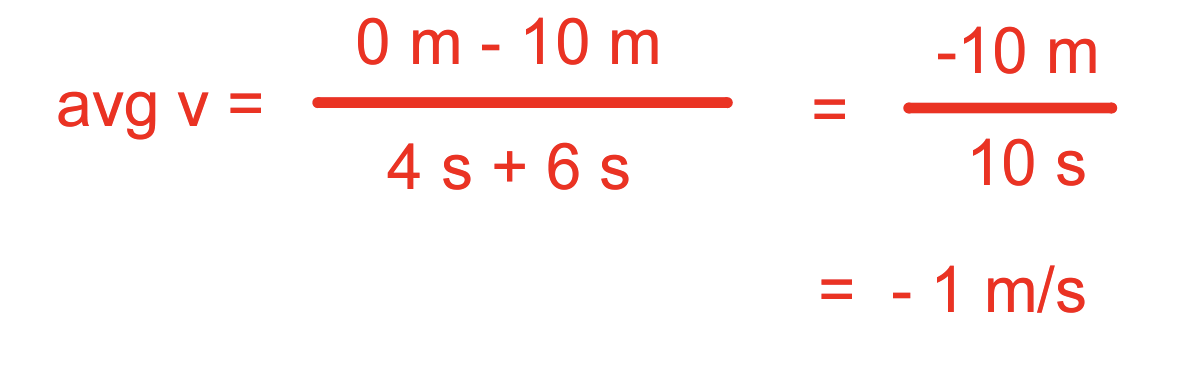 0 m - 10 m
avg v =
4 s + 6 s
=
-10 m
10 s
= - 1 m/s